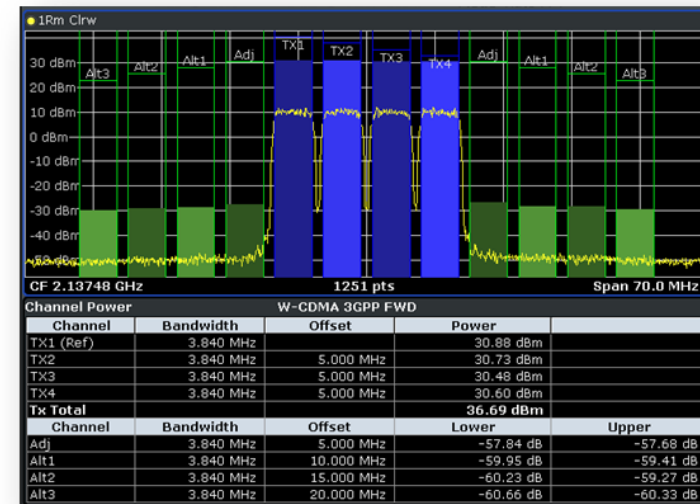 1Rm Clrw
TX1 TX2 TX3 TX4
Alt3 Alt2 Alt1 Adj Adj Alt1 Alt2 Alt3
30 dBm
20 dBm
10 dBm
0 dBm
-10 dBm
-20 dBm
-30 dBm
-40 dBm
CF 2.13748 GHz 1251 pts Span 70.0 MHz
Channel Power W-CDMA 3GPP FWD
Channel Bandwidth Offset Power
TX1 (Ref) 3.840 MHz 30.88 dBm
TX2 3.840 MHz 5.000 MHz 30.73 dBm
TX3 3.840 MHz 5.000 MHz 30.48 dBm
TX4 3.840 MHz 5.000 MHz 30.60 dBm
Tx Total 36.69 dBm
Channel Bandwidth Offset Lower Upper
Adj 3.840 MHz 5.000 MHz -57.84 dB -57.68 dB
Alt1 3.840 MHz 10.000 MHz -59.95 dB -59.41 dB
Alt2 3.840 MHz 15.000 MHz -60.23 dB -59.27 dB
Alt3 3.840 MHz 20.000 MHz -60.66 dB -60.33 dB